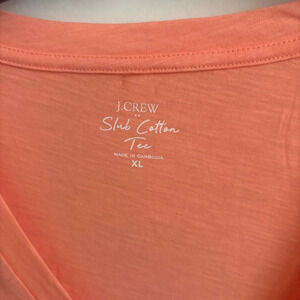 J.CREW
Slub Cotton
Tee
MADE IN CAMBODIA
XL